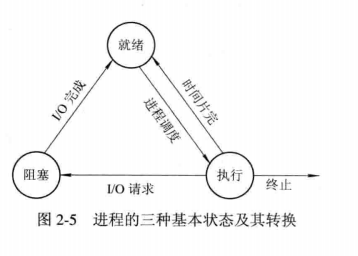 就绪
I/O 完成
进程调度
时间片完
阻塞
执行
I/O 请求
终止
图 2-5 进程的三种基本状态及其转换